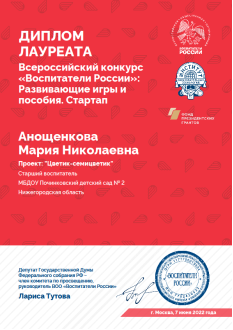 ДИПЛОМ
ЛАУРЕАТА
Всероссийский конкурс
«Воспитатели России»:
Развивающие игры и
пособия. Стартап
РОССИИ
ИНСТИТУТ
ФОНД
ПРЕЗИДЕНТСКИХ
ГРАНТОВ
Анощенкова
Мария Николаевна
Проект: "Цветик-семицветик"
Старший воспитатель
МБДОУ Починковский детский сад № 2
Нижегородская область
Депутат Государственной Думы
Федерального собрания РФ -
член комитета по просвещению,
руководитель ВОО «Воспитатели России»
Лариса Тутова
ВОСПИТАТЕЛИ
РОССИИ
г. Москва, 7 июня 2022 года